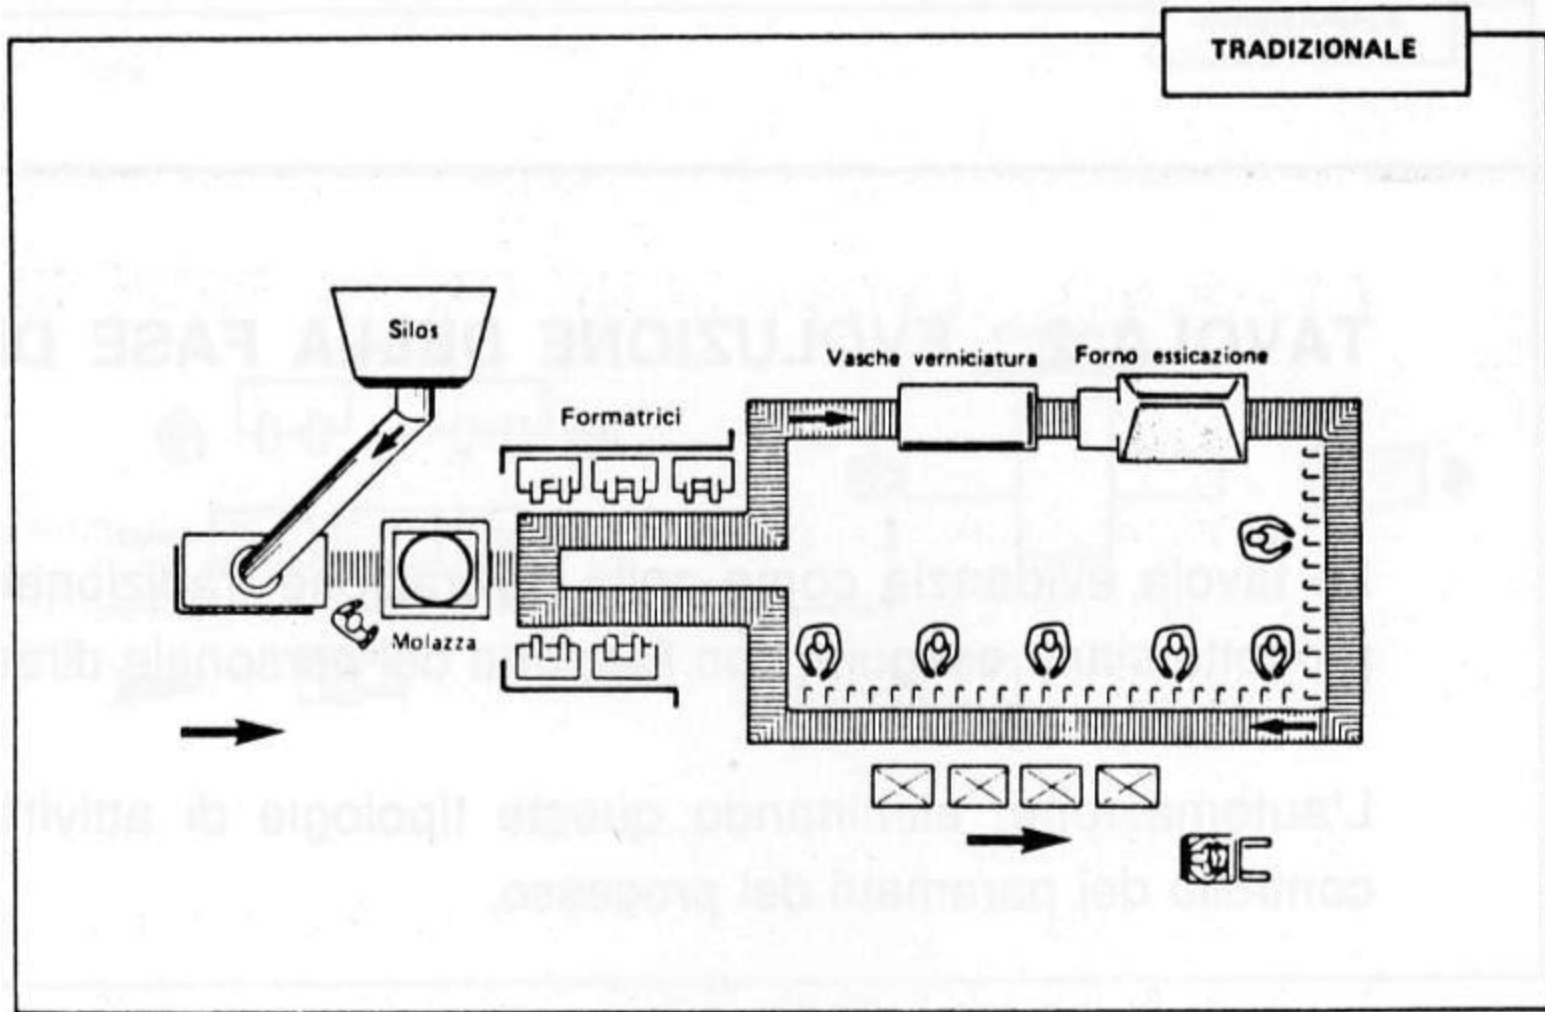 TRADIZIONALE
Silos
Vasche verniciatura
Forno essicazione
Formatrici
Molazza